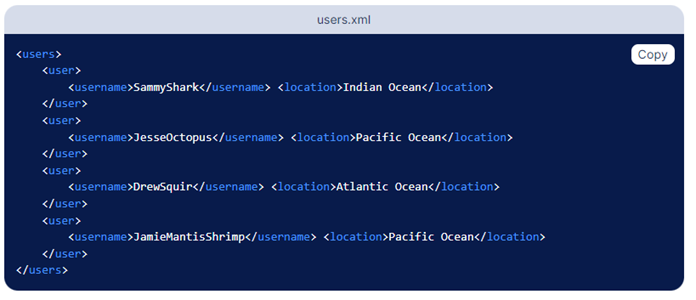 users.xml
Copy
<users>
    <user>
        <username>SammyShark</username> <location>Indian Ocean</location>
    </user>
    <user>
        <username>JesseOctopus</username> <location>Pacific Ocean</location>
    </user>
    <user>
        <username>DrewSquir</username> <location>Atlantic Ocean</location>
    </user>
    <user>
        <username>JamieMantisShrimp</username> <location>Pacific Ocean</location>
    </user>
</users>